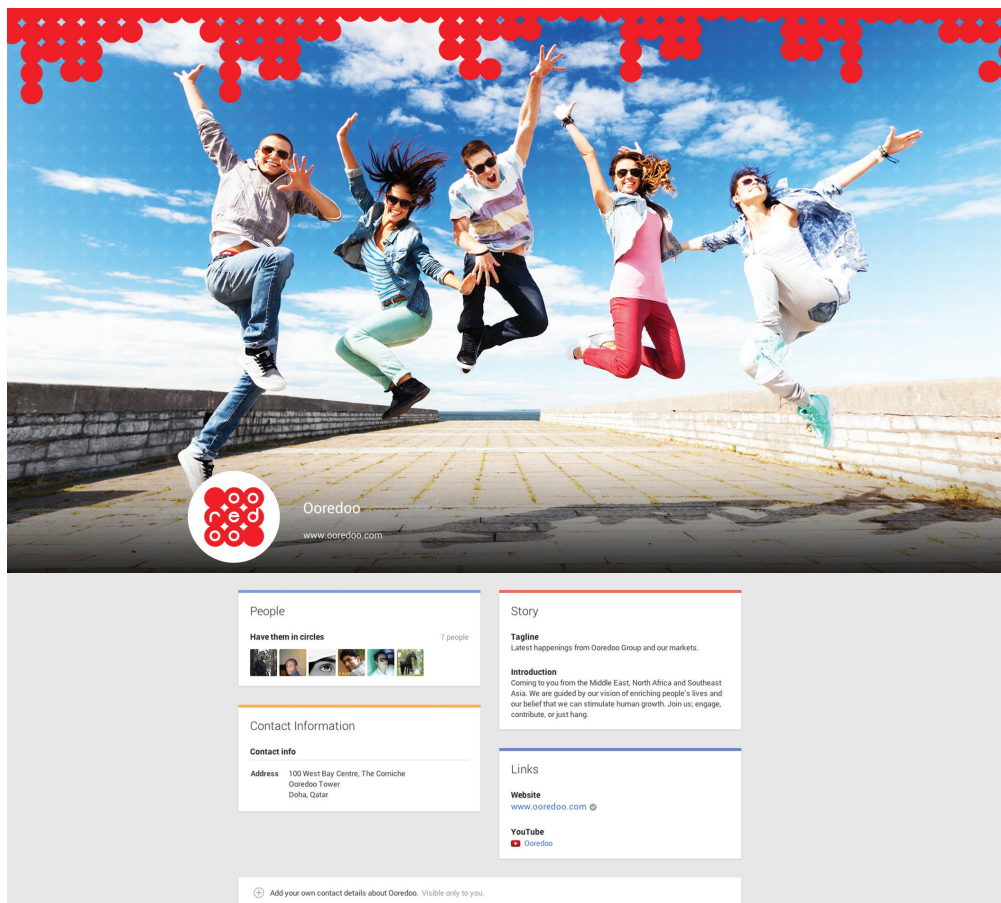 oo
red
oo
Ooredoo
www.ooredoo.com
People
Have them in circles
7 people
Contact Information
Contact info
Address
100 West Bay Centre, The Corniche
Ooredoo Tower
Doha, Qatar
Story
Tagline
Latest happenings from Ooredoo Group and our markets.
Introduction
Coming to you from the Middle East, North Africa and Southeast
Asia. We are guided by our vision of enriching people's lives and
our belief that we can stimulate human growth. Join us; engage,
contribute, or just hang.
Links
Website
www.ooredoo.com
YouTube
Ooredoo
Add your own contact details about Ooredoo. Visible only to you.